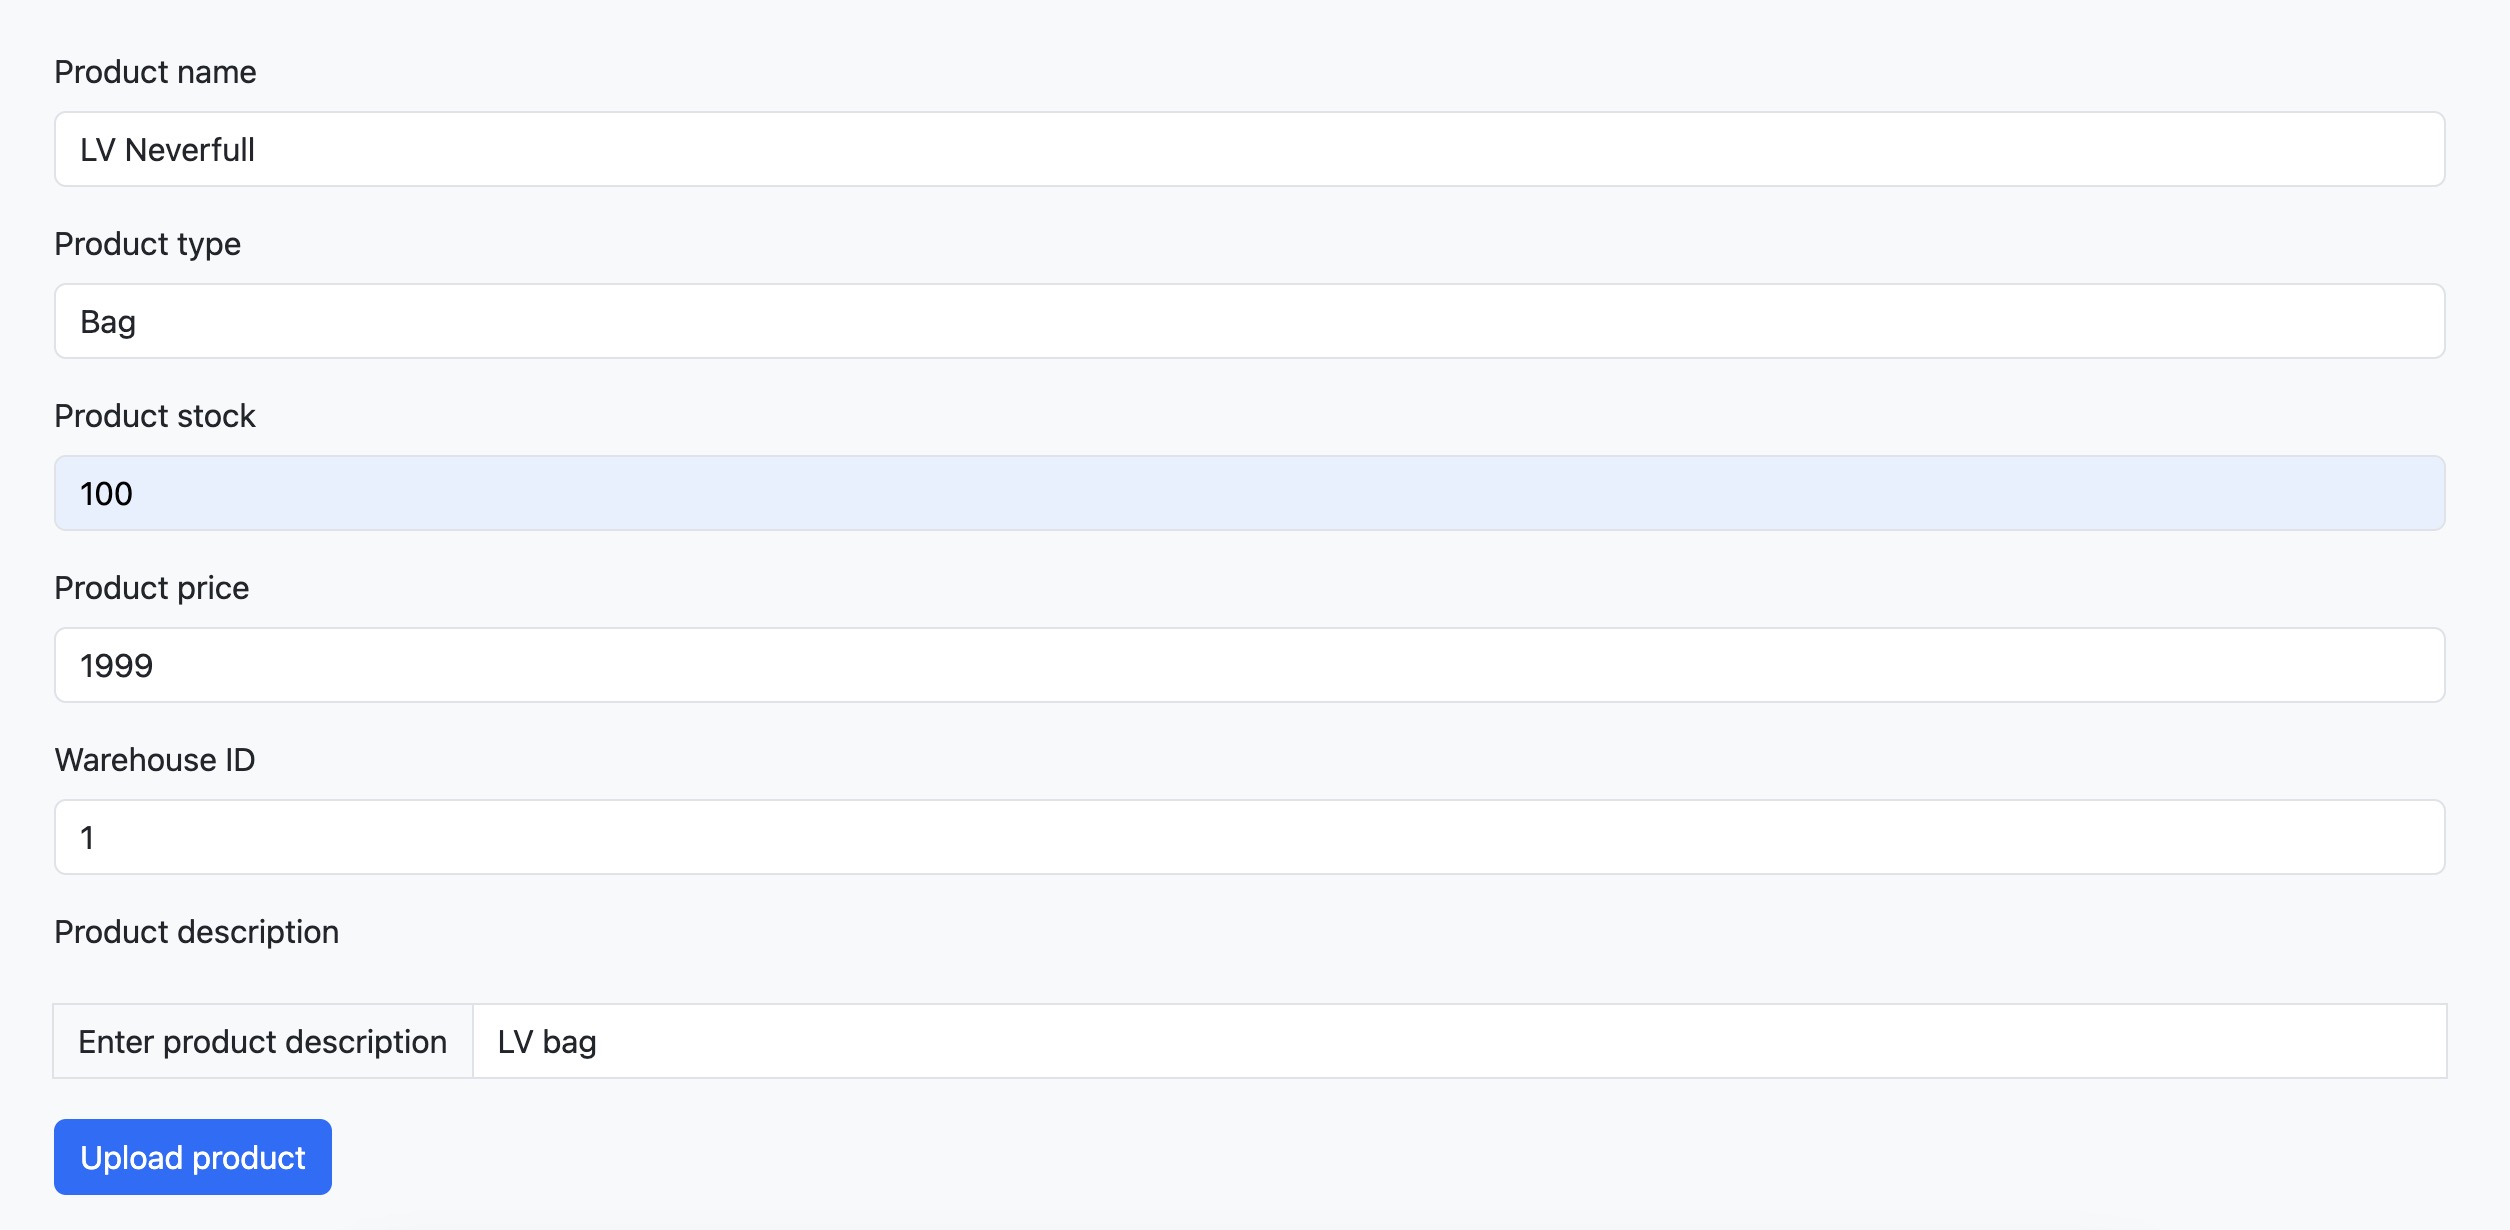 Product name
LV Neverfull
Product type
Bag
Product stock
100
Product price
1999
Warehouse ID
1
Product description
Enter product description LV bag
Upload product